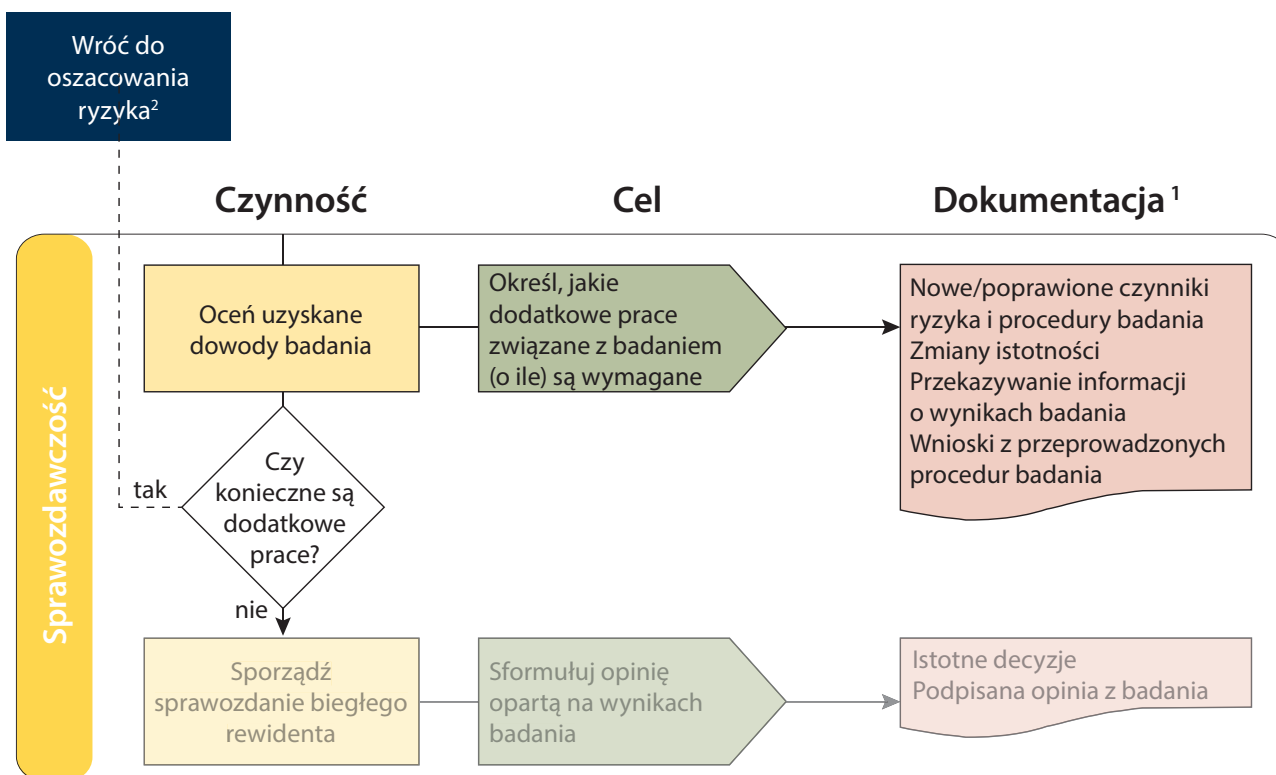 Wróć do
oszacowania
ryzyka²
Czynność
Cel
Dokumentacja ¹
Sprawozdawczość
Oceń uzyskane
dowody badania
Określ, jakie
dodatkowe prace
związane z badaniem
(o ile) są wymagane
Nowe/poprawione czynniki
ryzyka i procedury badania
Zmiany istotności
Przekazywanie informacji
o wynikach badania
Wnioski z przeprowadzonych
procedur badania
Czy
konieczne są
dodatkowe
prace?
tak
nie
Sporządź
sprawozdanie biegłego
rewidenta
Sformułuj opinię
opartą na wynikach
badania
Istotne decyzje
Podpisana opinia z badania